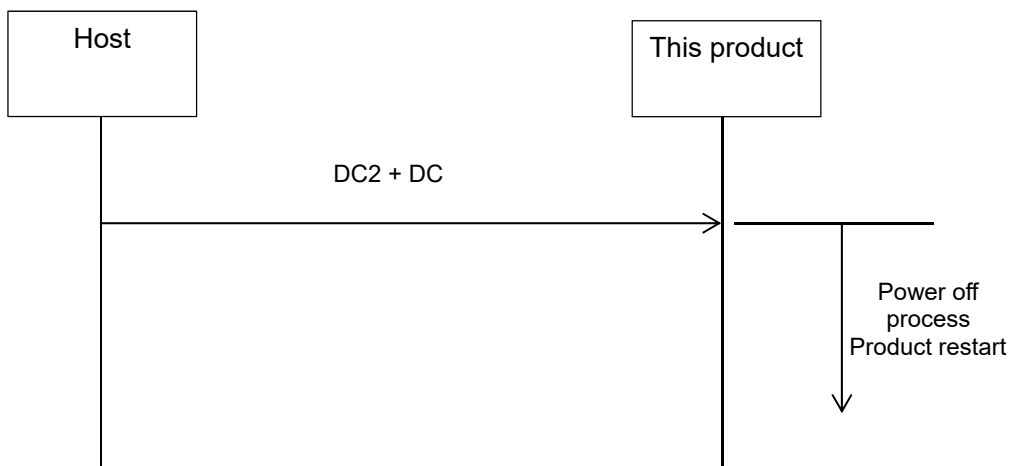 Host
This product
DC2 + DC
Power off
process
Product restart